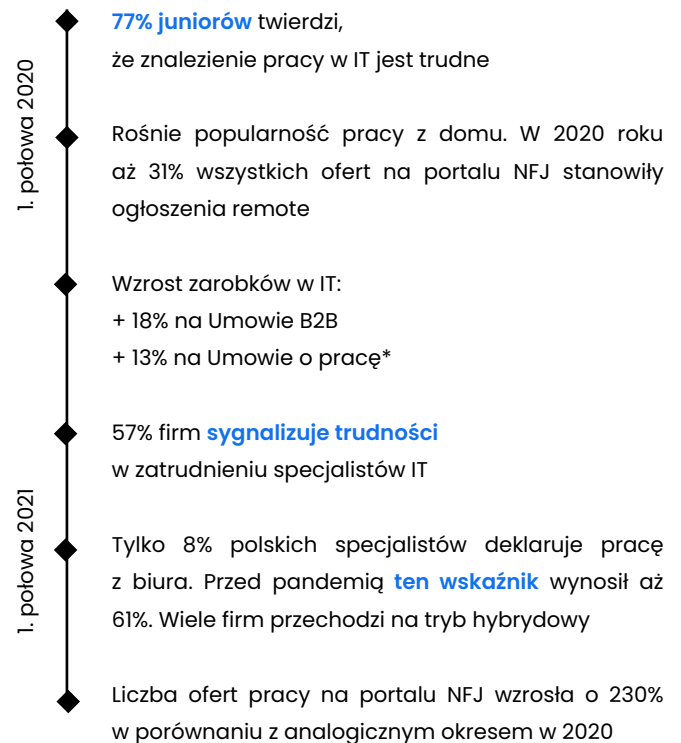 1. połowa 2020
77% juniorów twierdzi,
że znalezienie pracy w IT jest trudne
Rośnie popularność pracy z domu. W 2020 roku
aż 31% wszystkich ofert na portalu NFJ stanowiły
ogłoszenia remote
Wzrost zarobków w IT:
+ 18% na Umowie B2B
+ 13% na Umowie o pracę*
1. połowa 2021
57% firm sygnalizuje trudności
w zatrudnieniu specjalistów IT
Tylko 8% polskich specjalistów deklaruje pracę
z biura. Przed pandemią ten wskaźnik wynosił aż
61%. Wiele firm przechodzi na tryb hybrydowy
Liczba ofert pracy na portalu NFJ wzrosła o 230%
w porównaniu z analogicznym okresem w 2020